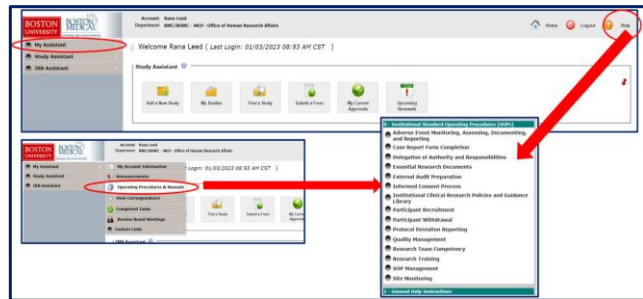 BOSTON
UNIVERSITY
BOSTON
MEDICAL
Account: Rana Leed
Department: BMC/BUMC - MED - Office of Human Research Affairs
Home
Logout
Help
My Assistant
Study Assistant
IRB Assistant
Welcome Rana Leed ( Last Login: 01/03/2023 08:53 AM CST )
Study Assistant
Add a New Study
My Studies
Find a Study
Submit a Form
My Current
Approvals
Upcoming
Renewals
BOSTON
UNIVERSITY
BOSTON
MEDICAL
Account: Rana Leed
Department: BMC/BUMC - MED - Office of Human Research Affairs
My Assistant
Study Assistant
IRB Assistant
My Account Information
Announcements
Operating Procedures & Manuals
View Correspondence
Completed Tasks
Review Board Meetings
Custom Links
Login: 01/03/2023 08:53 AM CST )
Find a Study
Submit a Form
IRB Assistant
Institutional Standard Operating Procedures (SOPs)
Adverse Event Monitoring, Assessing, Documenting,
and Reporting
Case Report Form Completion
Delegation of Authority and Responsibilities
Essential Research Documents
External Audit Preparation
Informed Consent Process
Institutional Clinical Research Policies and Guidance
Library
Participant Recruitment
Participant Withdrawal
Protocol Deviation Reporting
Quality Management
Research Team Competency
Research Training
SOP Management
Site Monitoring
General Help Instructions